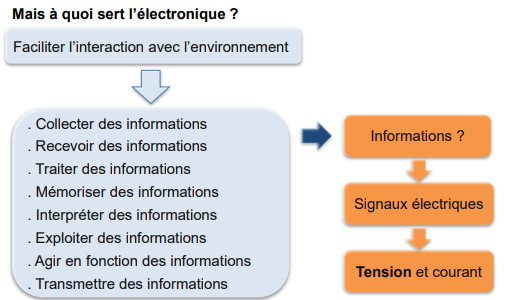 Mais à quoi sert l’électronique ?
Faciliter l’interaction avec l’environnement
. Collecter des informations
. Recevoir des informations
. Traiter des informations
. Mémoriser des informations
. Interpréter des informations
. Exploiter des informations
. Agir en fonction des informations
. Transmettre des informations
Informations ?
Signaux électriques
Tension et courant